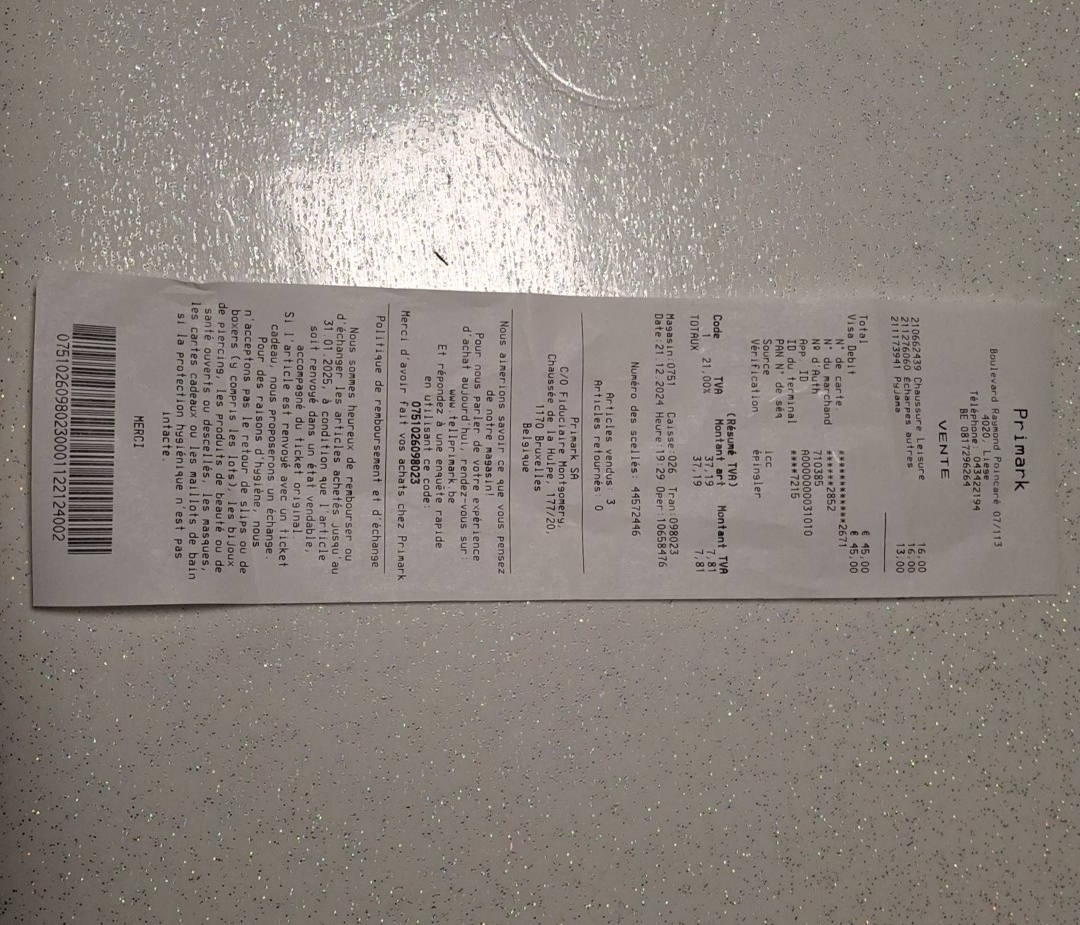 Primark
Boulevard Raymond Poincaré 07/113
4020, Liege
Téléphone: 043422194
BE 0817296264
VENTE
210662439 Chaussure Leisure 16,00
211276060 Écharpes autres 16,00
211179941 Pyjama 13,00
Total € 45,00
Visa Debit € 45,00
N° de carte ************2671
N° du marchand ******2852
No d'Auth 710385
App. ID A0000000031010
ID du terminal ****7215
PAN N° de séq
Source icc
Vérification épingler
(Résumé TVA)
Code TVA Montant art Montant TVA
1 21,00% 37,19 7,81
TOTAUX 37,19 7,81
Magasin:0751 Caisse:026 Tran:098023
Date:21.12.2024 Heure:19:29 Oper:10658476
Numéro des scellés: 44572446
Articles vendus: 3
Articles retournés: 0
Primark SPA
C/O Fiduciaire Montgomery,
Chaussée de la Hulpe, 177/20,
1170 Bruxelles
Belgique
Nous aimerions savoir ce que vous pensez
de notre magasin!
Pour nous parler de votre expérience
d'achat aujourd'hui, rendez-vous sur:
www.tellprimark.be
Et répondez à une enquête rapide
en utilisant ce code:
0751026098023
Merci d'avoir fait vos achats chez Primark
Politique de remboursement et d'échange
Nous sommes heureux de rembourser ou
d'échanger les articles achetés jusqu'au
31.01.2025, à condition que l'article
soit renvoyé dans un état vendable,
accompagné du ticket original.
Si l'article est renvoyé avec un ticket
cadeau, nous proposerons un échange.
Pour des raisons d'hygiène, nous
n'acceptons pas le retour de slips ou de
boxers (y compris les lots), les bijoux
de piercing, les produits de beauté ou de
santé ouverts ou descellés, les masques,
les cartes cadeaux ou les maillots de bain
si la protection hygiénique n'est pas
intacte.
MERCI
075102609802300011221224002